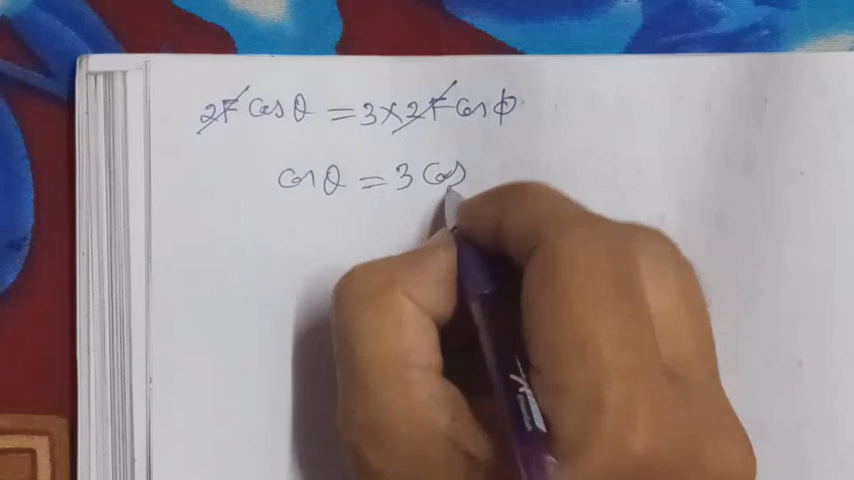 2F cos θ = 3 × 2F cos φ
cos θ = 3 cos